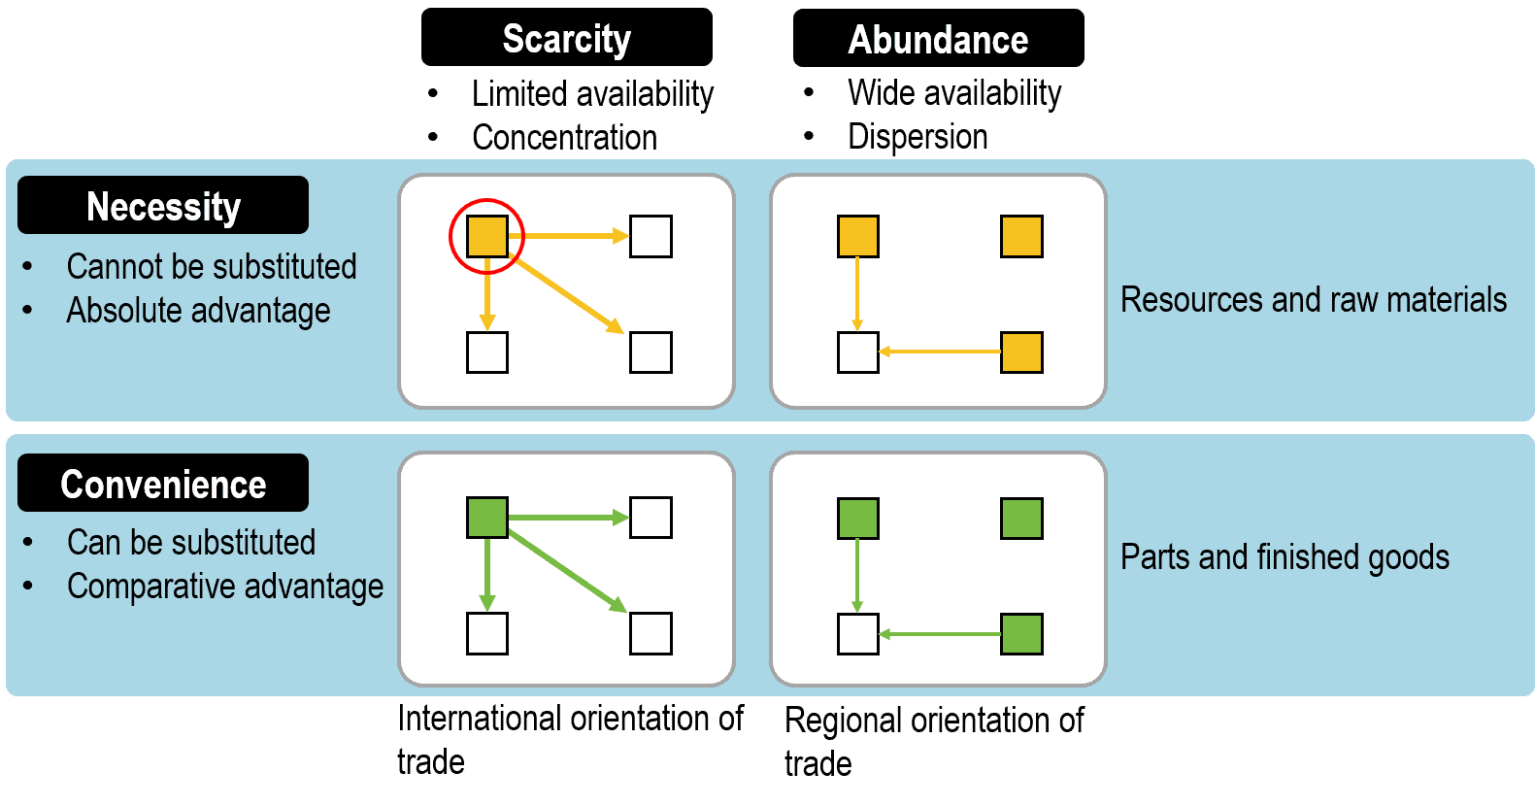 Scarcity
• Limited availability
• Concentration
Abundance
• Wide availability
• Dispersion
Necessity
• Cannot be substituted
• Absolute advantage
Resources and raw materials
Convenience
• Can be substituted
• Comparative advantage
Parts and finished goods
International orientation of
trade
Regional orientation of
trade